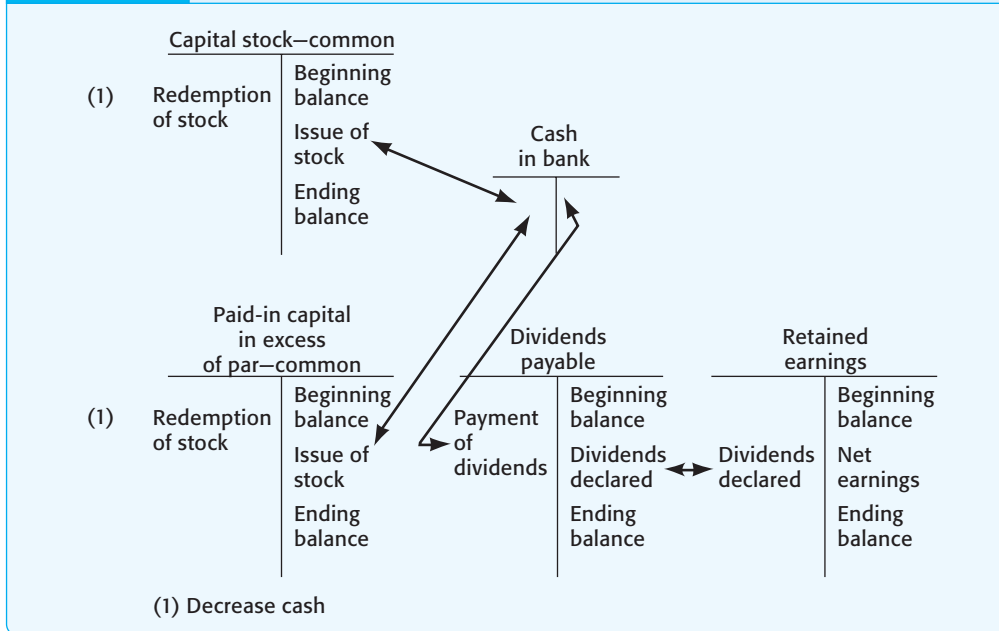 Capital stock—common
(1)
Redemption
of stock
Beginning
balance
Issue of
stock
Ending
balance
Cash
in bank
Paid-in capital
in excess
of par—common
(1)
Redemption
of stock
Beginning
balance
Issue of
stock
Ending
balance
Dividends
payable
Payment
of
dividends
Beginning
balance
Dividends
declared
Ending
balance
Retained
earnings
Dividends
declared
Beginning
balance
Net
earnings
Ending
balance
(1) Decrease cash